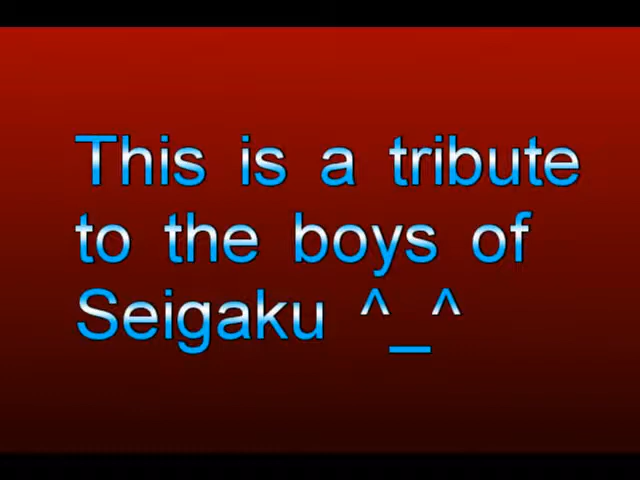 This is a tribute
to the boys of
Seigaku ^_^